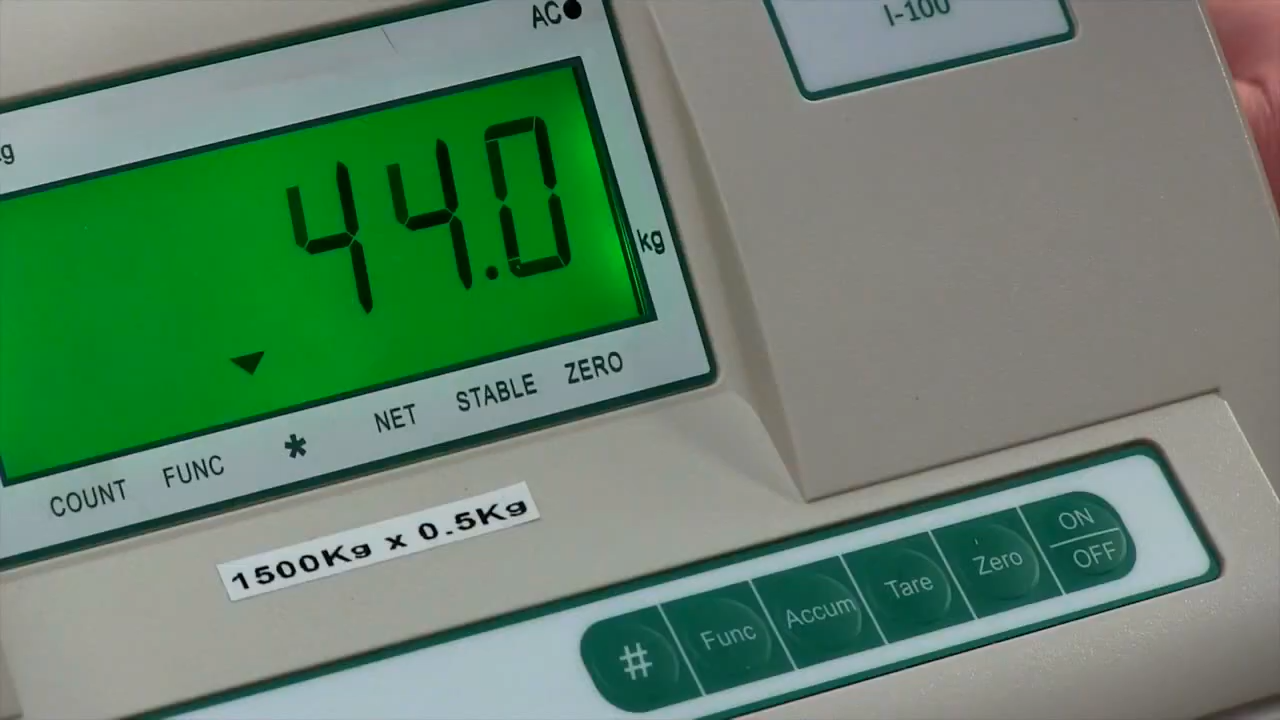 AC
I-100
kg
44.0
kg
COUNT FUNC * NET STABLE ZERO
1500Kg x 0.5Kg
# Func Accum Tare Zero ON
OFF